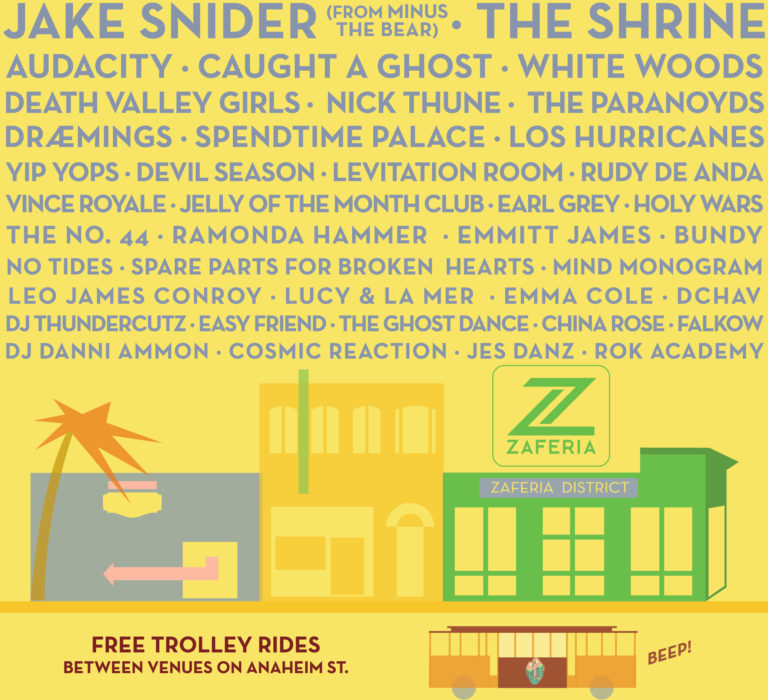 JAKE SNIDER (FROM MINUS THE BEAR) · THE SHRINE
AUDACITY · CAUGHT A GHOST · WHITE WOODS
DEATH VALLEY GIRLS · NICK THUNE · THE PARANOYDS
DRÆMINGS · SPENDTIME PALACE · LOS HURRICANES
YIP YOPS · DEVIL SEASON · LEVITATION ROOM · RUDY DE ANDA
VINCE ROYALE · JELLY OF THE MONTH CLUB · EARL GREY · HOLY WARS
THE NO. 44 · RAMONDA HAMMER · EMMITT JAMES · BUNDY
NO TIDES · SPARE PARTS FOR BROKEN HEARTS · MIND MONOGRAM
LEO JAMES CONROY · LUCY & LA MER · EMMA COLE · DCHAV
DJ THUNDERCUTZ · EASY FRIEND · THE GHOST DANCE · CHINA ROSE · FALKOW
DJ DANNI AMMON · COSMIC REACTION · JES DANZ · ROK ACADEMY
ZAFERIA
ZAFERIA DISTRICT
FREE TROLLEY RIDES
BETWEEN VENUES ON ANAHEIM ST.
BEEP!